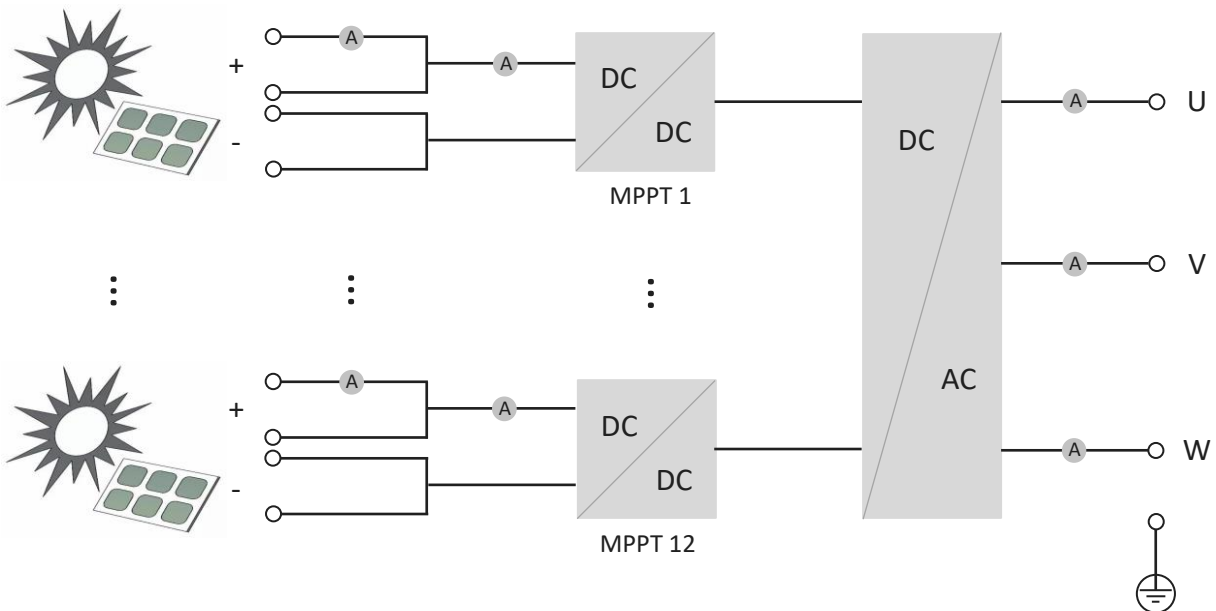 + A A DC DC A U
-
MPPT 1
DC AC
A V
+ A A DC DC A W
-
MPPT 12